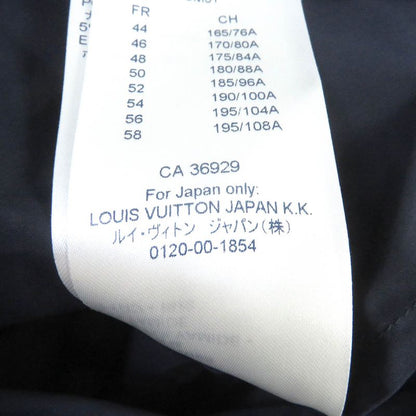 FR CH
44 165/76A
46 170/80A
48 175/84A
50 180/88A
52 185/96A
54 190/100A
56 195/104A
58 195/108A
CA 36929
For Japan only:
LOUIS VUITTON JAPAN K.K.
ルイ・ヴィトン ジャパン(株)
0120-00-1854